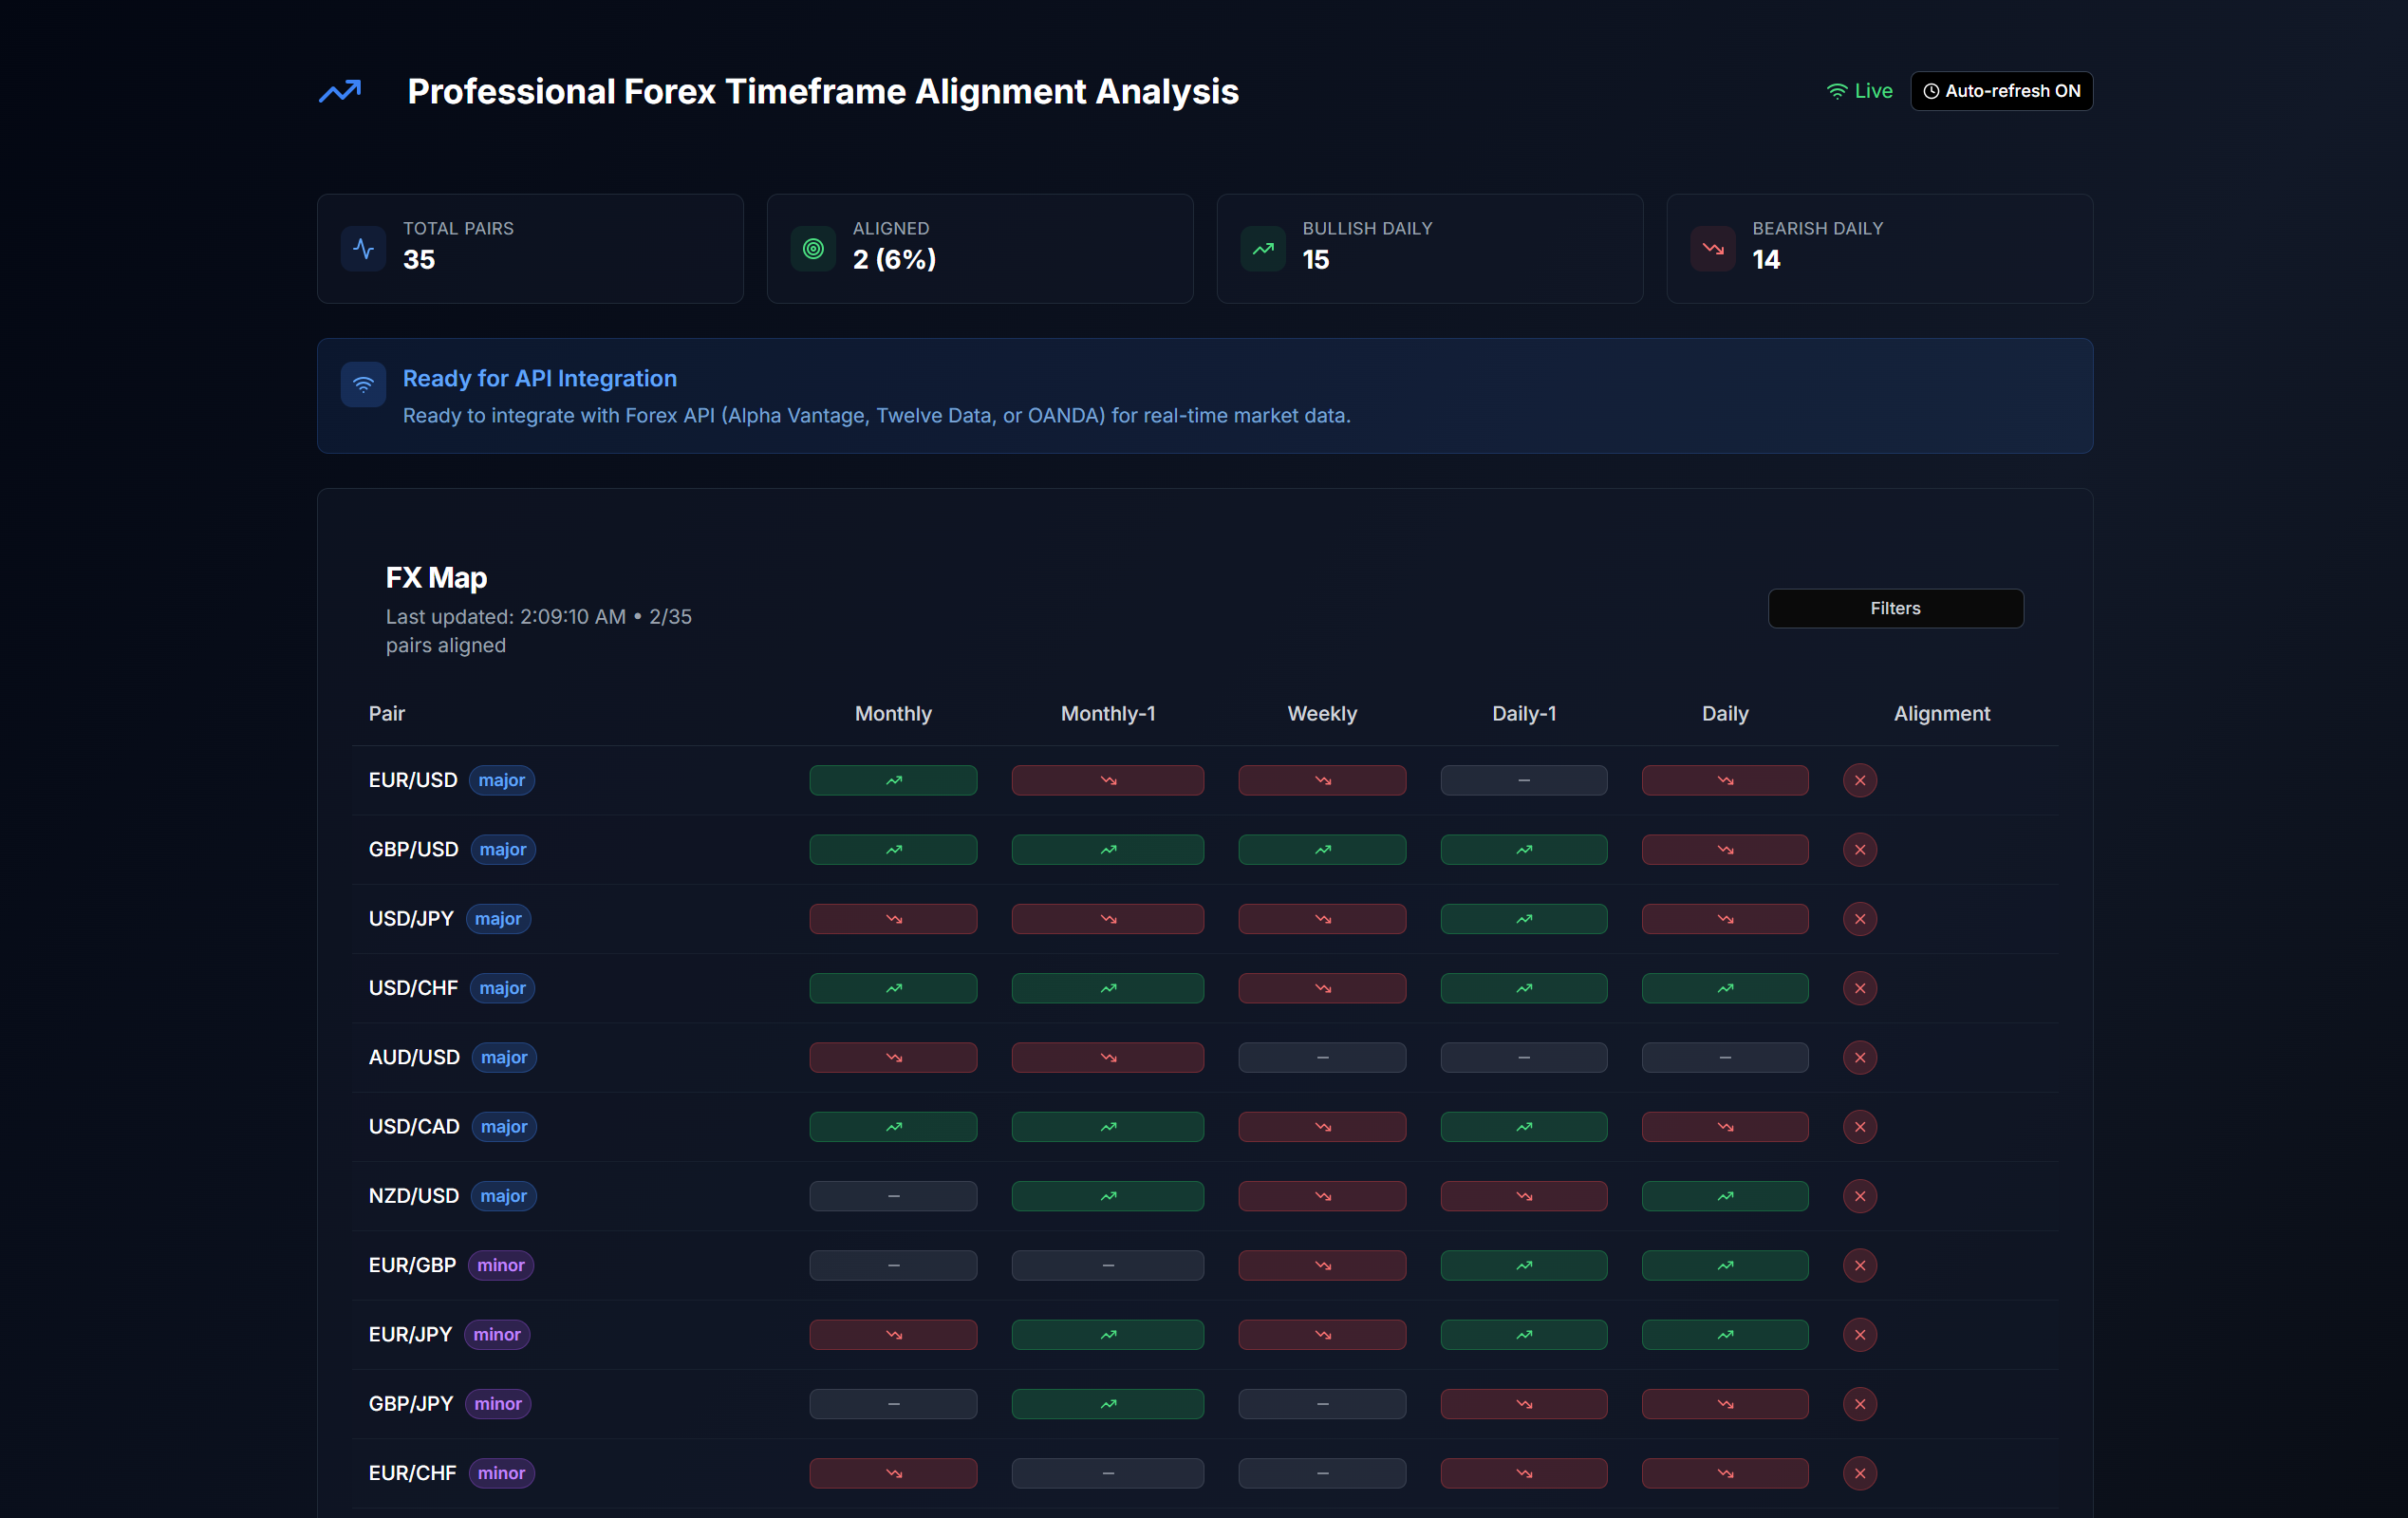 Professional Forex Timeframe Alignment Analysis
Live
Auto-refresh ON
TOTAL PAIRS
35
ALIGNED
2 (6%)
BULLISH DAILY
15
BEARISH DAILY
14
Ready for API Integration
Ready to integrate with Forex API (Alpha Vantage, Twelve Data, or OANDA) for real-time market data.
FX Map
Last updated: 2:09:10 AM • 2/35
pairs aligned
Filters
Pair Monthly Monthly-1 Weekly Daily-1 Daily Alignment
EUR/USD major
GBP/USD major
USD/JPY major
USD/CHF major
AUD/USD major
USD/CAD major
NZD/USD major
EUR/GBP minor
EUR/JPY minor
GBP/JPY minor
EUR/CHF minor